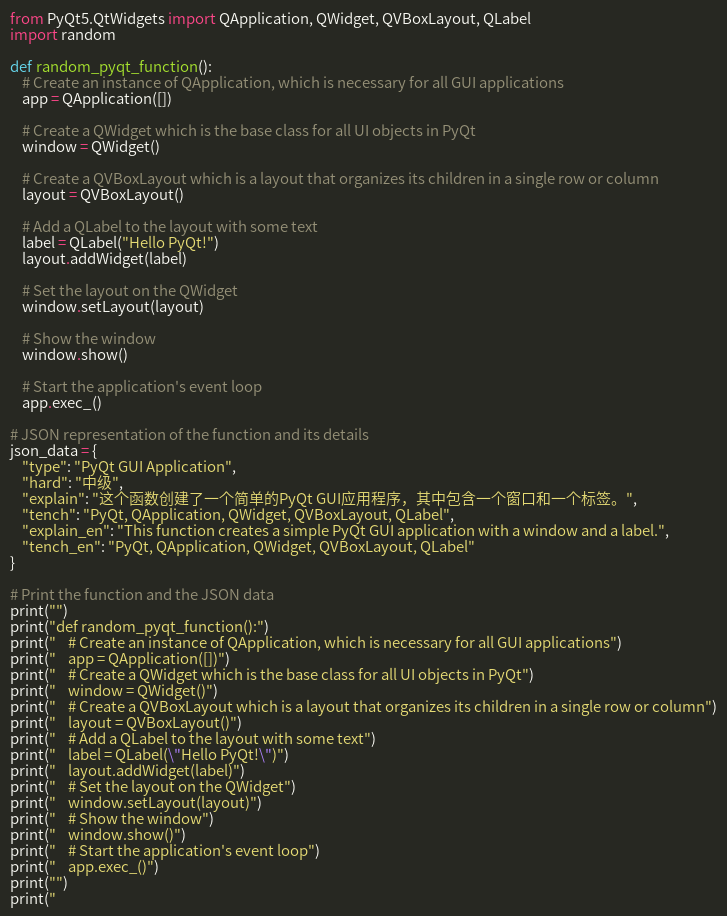 from PyQt5.QtWidgets import QApplication, QWidget, QVBoxLayout, QLabel
import random
def random_pyqt_function():
    # Create an instance of QApplication, which is necessary for all GUI applications
    app = QApplication([])
    # Create a QWidget which is the base class for all UI objects in PyQt
    window = QWidget()
    # Create a QVBoxLayout which is a layout that organizes its children in a single row or column
    layout = QVBoxLayout()
    # Add a QLabel to the layout with some text
    label = QLabel("Hello PyQt!")
    layout.addWidget(label)
    # Set the layout on the QWidget
    window.setLayout(layout)
    # Show the window
    window.show()
    # Start the application's event loop
    app.exec_()
# JSON representation of the function and its details
json_data = {
    "type": "PyQt GUI Application",
    "hard": "中级",
    "explain": "这个函数创建了一个简单的PyQt GUI应用程序，其中包含一个窗口和一个标签。",
    "tench": "PyQt, QApplication, QWidget, QVBoxLayout, QLabel",
    "explain_en": "This function creates a simple PyQt GUI application with a window and a label.",
    "tench_en": "PyQt, QApplication, QWidget, QVBoxLayout, QLabel"
}
# Print the function and the JSON data
print("")
print("def random_pyqt_function():")
print("    # Create an instance of QApplication, which is necessary for all GUI applications")
print("    app = QApplication([])")
print("    # Create a QWidget which is the base class for all UI objects in PyQt")
print("    window = QWidget()")
print("    # Create a QVBoxLayout which is a layout that organizes its children in a single row or column")
print("    layout = QVBoxLayout()")
print("    # Add a QLabel to the layout with some text")
print("    label = QLabel(\"Hello PyQt!\")")
print("    layout.addWidget(label)")
print("    # Set the layout on the QWidget")
print("    window.setLayout(layout)")
print("    # Show the window")
print("    window.show()")
print("    # Start the application's event loop")
print("    app.exec_()")
print("")
print("